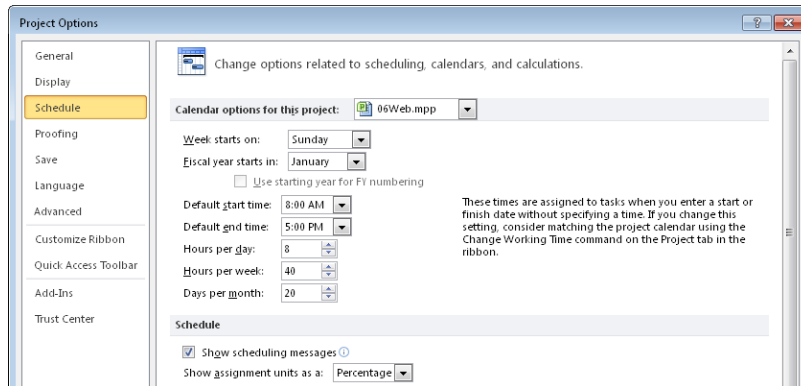 Project Options
General
Display
Schedule
Proofing
Save
Language
Advanced
Customize Ribbon
Quick Access Toolbar
Add-Ins
Trust Center
Change options related to scheduling, calendars, and calculations.
Calendar options for this project: 06Web.mpp
Week starts on: Sunday
Fiscal year starts in: January
Use starting year for FY numbering
Default start time: 8:00 AM
Default end time: 5:00 PM
Hours per day: 8
Hours per week: 40
Days per month: 20
These times are assigned to tasks when you enter a start or
finish date without specifying a time. If you change this
setting, consider matching the project calendar using the
Change Working Time command on the Project tab in the
ribbon.
Schedule
Show scheduling messages
Show assignment units as a: Percentage